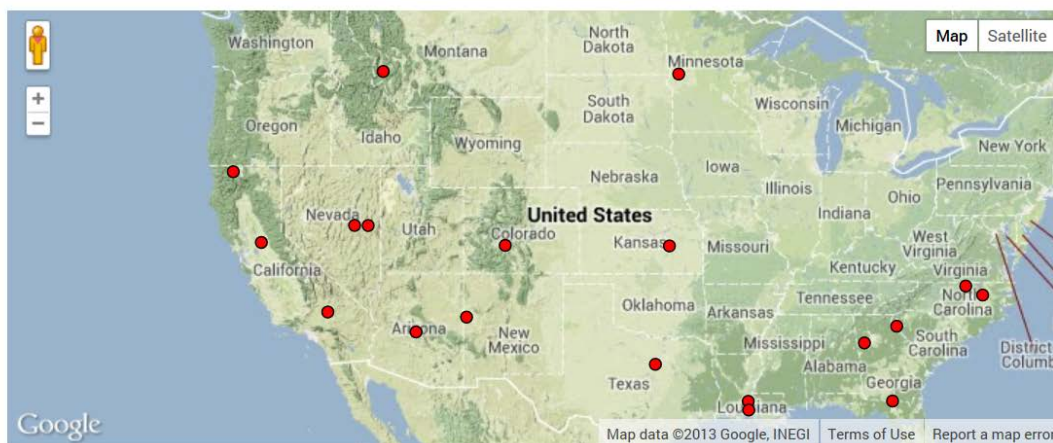 Washington
Montana
North
Dakota
Minnesota
Map Satellite
+
−
Oregon
Idaho
Wyoming
South
Dakota
Wisconsin
Michigan
New York
Nebraska
Iowa
Illinois
Indiana
Ohio
Pennsylvania
Nevada
Utah
Colorado
United States
Kansas
Missouri
West
Virginia
Kentucky
Virginia
California
Arizona
New
Mexico
Oklahoma
Arkansas
Tennessee
North
Carolina
Mississippi
Alabama
South
Carolina
Georgia
Texas
Louisiana
District
Columb
Google
Map data ©2013 Google, INEGI Terms of Use Report a map error